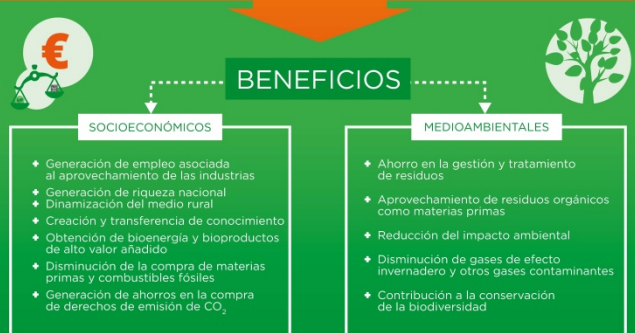 €
BENEFICIOS
SOCIOECONÓMICOS
+ Generación de empleo asociada
al aprovechamiento de las industrias
+ Generación de riqueza nacional
+ Dinamización del medio rural
+ Creación y transferencia de conocimiento
+ Obtención de bioenergía y bioproductos
de alto valor añadido
+ Disminución de la compra de materias
primas y combustibles fósiles
+ Generación de ahorros en la compra
de derechos de emisión de CO₂
MEDIOAMBIENTALES
+ Ahorro en la gestión y tratamiento
de residuos
+ Aprovechamiento de residuos orgánicos
como materias primas
+ Reducción del impacto ambiental
+ Disminución de gases de efecto
invernadero y otros gases contaminantes
+ Contribución a la conservación
de la biodiversidad